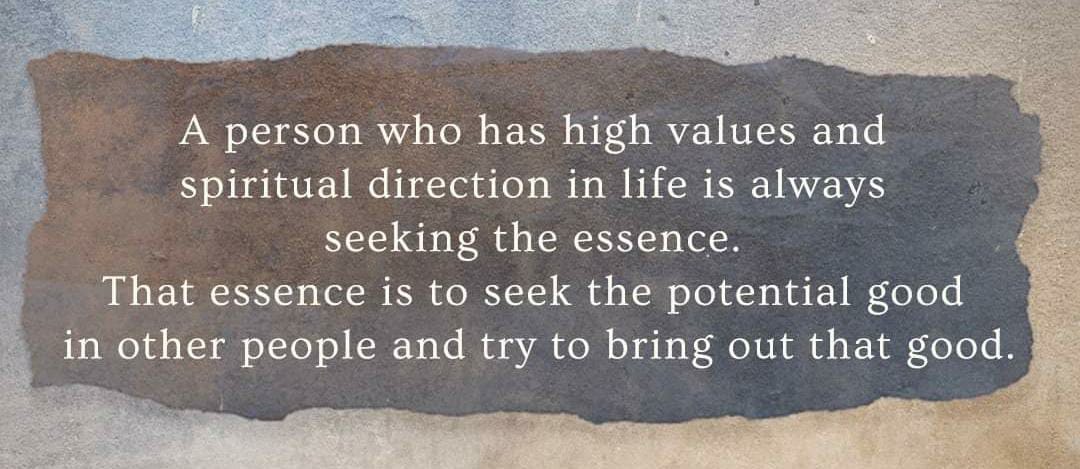 A person who has high values and
spiritual direction in life is always
seeking the essence.
That essence is to seek the potential good
in other people and try to bring out that good.